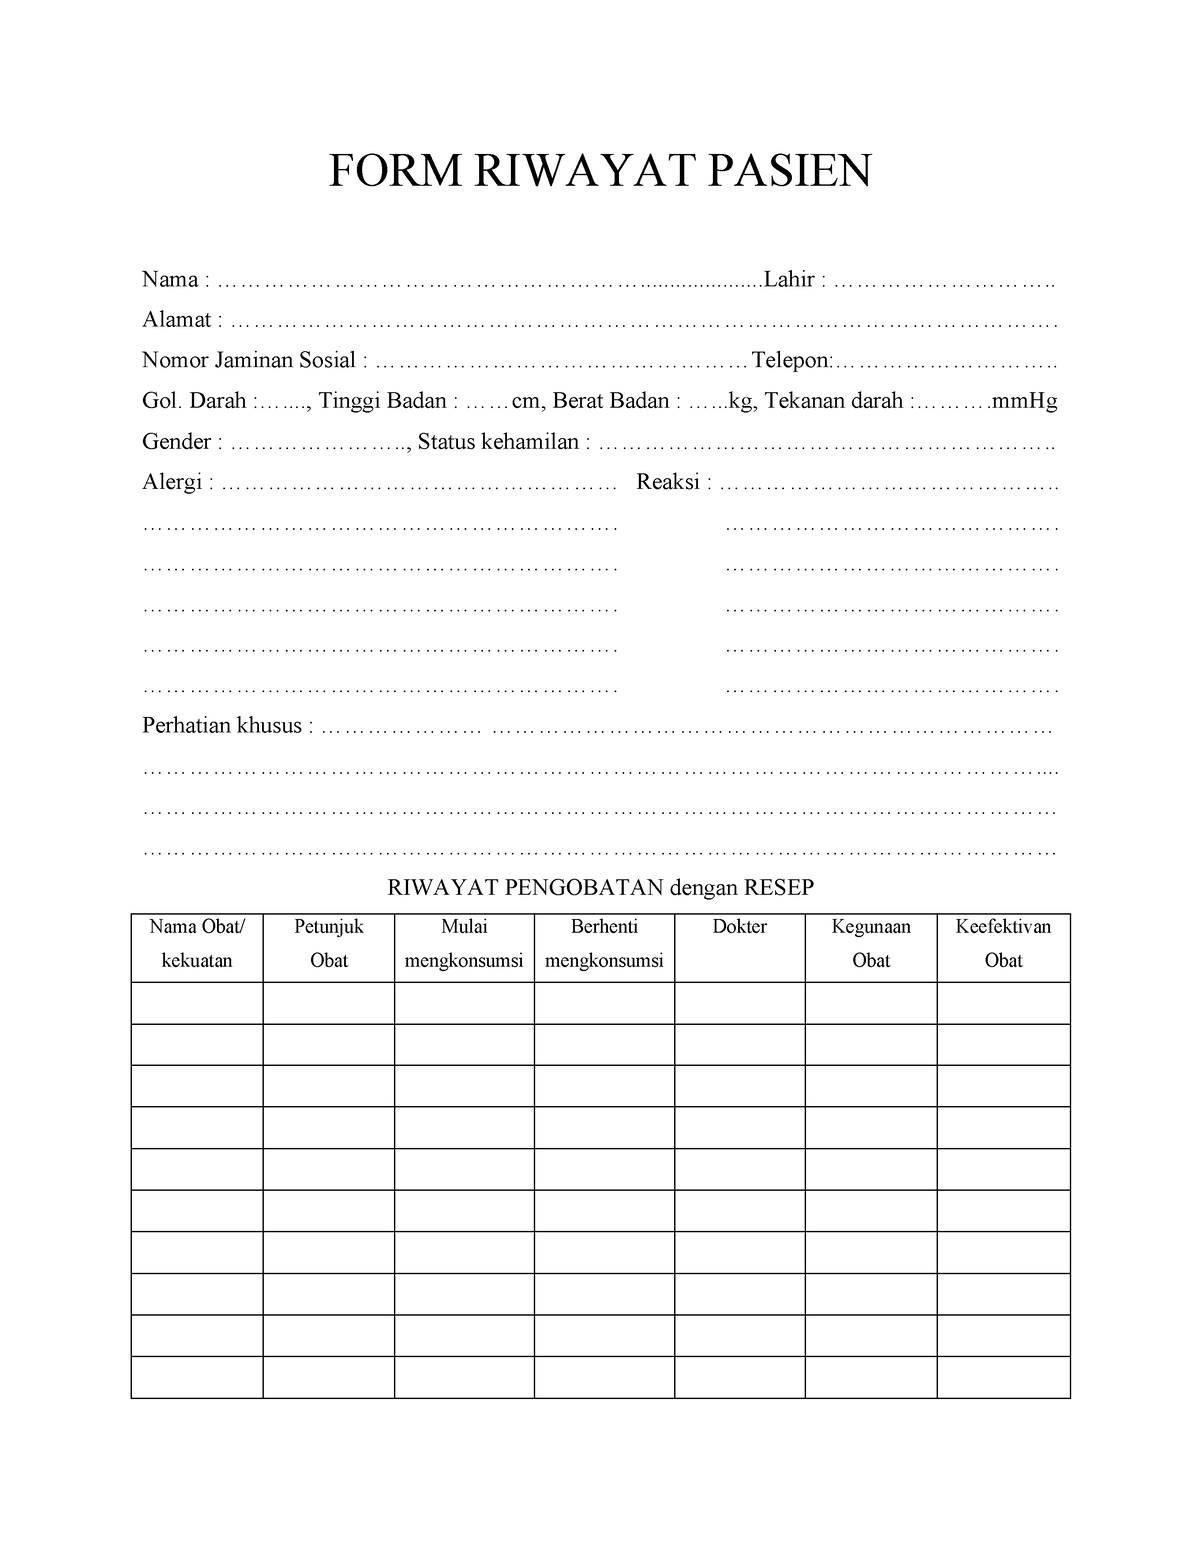 FORM RIWAYAT PASIEN
Nama : ……………………………………………….....................Lahir : ………………………..
Alamat : …………………………………………………………………………………………….
Nomor Jaminan Sosial : …………………………………………Telepon:………………………..
Gol. Darah :…...., Tinggi Badan : ……cm, Berat Badan : …...kg, Tekanan darah :……….mmHg
Gender : ………………….., Status kehamilan : …………………………………………………..
Alergi : …………………………………………… Reaksi : ……………………………………..
……………………………………………………. …………………………………….
……………………………………………………. …………………………………….
……………………………………………………. …………………………………….
……………………………………………………. …………………………………….
……………………………………………………. …………………………………….
Perhatian khusus : ………………… ………………………………………………………………
……………………………………………………………………………………………………....
………………………………………………………………………………………………………
………………………………………………………………………………………………………
RIWAYAT PENGOBATAN dengan RESEP
Nama Obat/ Petunjuk Mulai Berhenti Dokter Kegunaan Keefektivan
kekuatan Obat mengkonsumsi mengkonsumsi Obat Obat